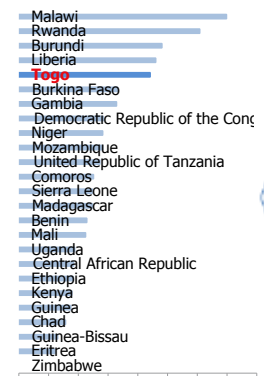 Malawi
Rwanda
Burundi
Liberia
Togo
Burkina Faso
Gambia
Democratic Republic of the Cong
Niger
Mozambique
United Republic of Tanzania
Comoros
Sierra Leone
Madagascar
Benin
Mali
Uganda
Central African Republic
Ethiopia
Kenya
Guinea
Chad
Guinea-Bissau
Eritrea
Zimbabwe